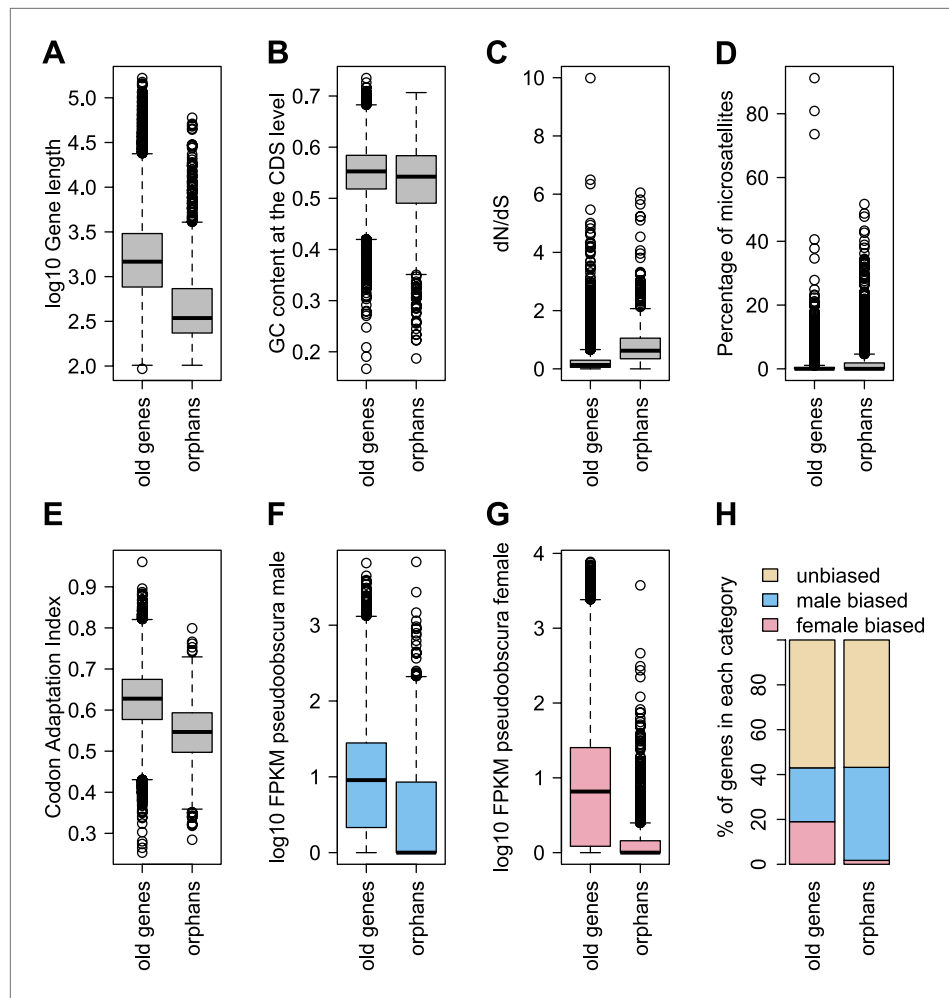 A
log10 Gene length
5.0
4.5
4.0
3.5
3.0
2.5
2.0
old genes
orphans
B
GC content at the CDS level
0.7
0.6
0.5
0.4
0.3
0.2
old genes
orphans
C
dN/dS
10
8
6
4
2
0
old genes
orphans
D
Percentage of microsatellites
80
60
40
20
0
old genes
orphans
E
Codon Adaptation Index
0.9
0.8
0.7
0.6
0.5
0.4
0.3
old genes
orphans
F
log10 FPKM pseudoobscura male
3
2
1
0
old genes
orphans
G
log10 FPKM pseudoobscura female
4
3
2
1
0
old genes
orphans
H
unbiased
male biased
female biased
% of genes in each category
80
60
40
20
0
old genes
orphans